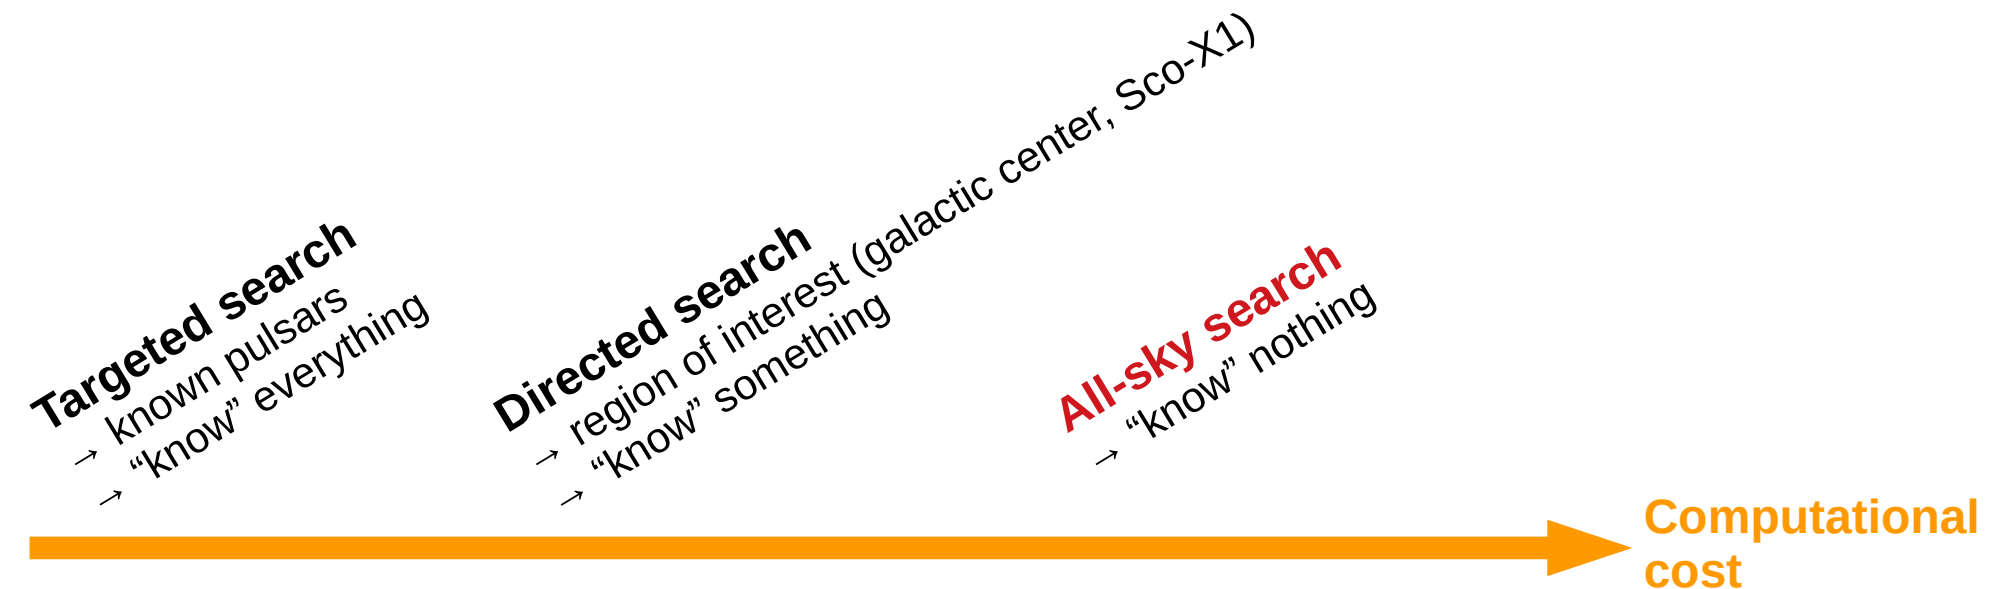 Targeted search
→ known pulsars
→ “know” everything
Directed search
→ region of interest (galactic center, Sco-X1)
→ “know” something
All-sky search
→ “know” nothing
Computational
cost